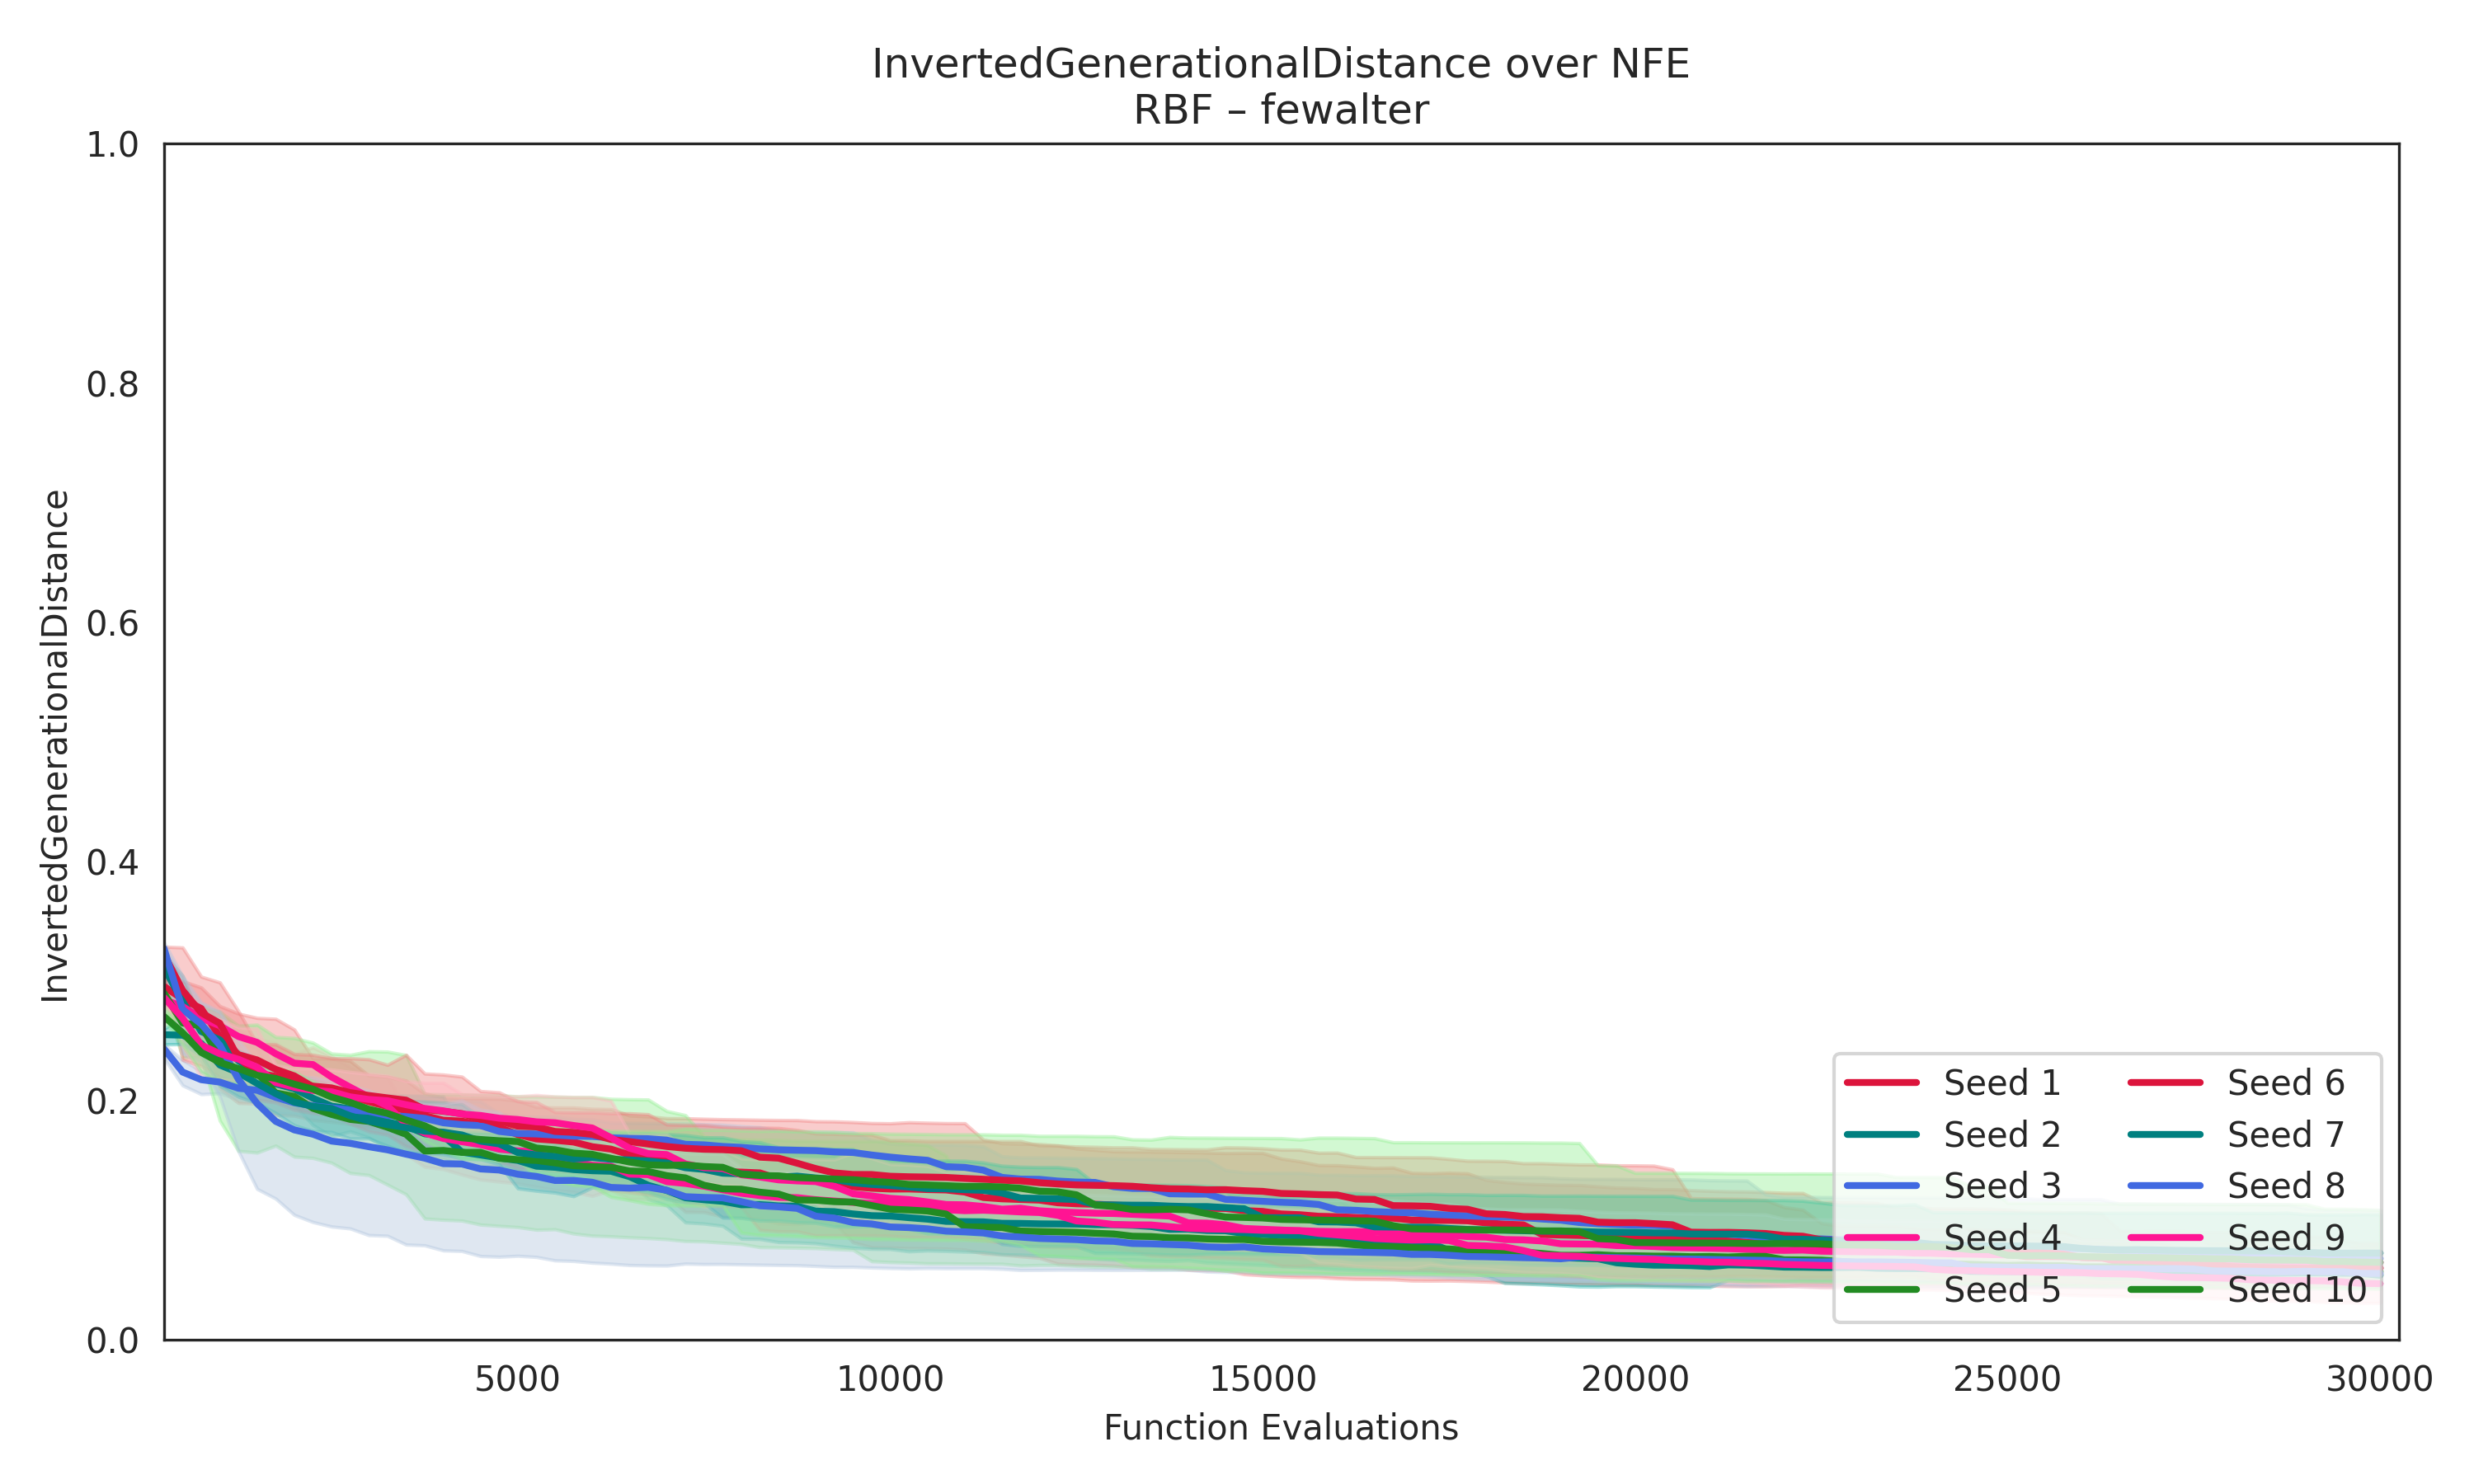 InvertedGenerationalDistance over NFE
RBF – fewalter
InvertedGenerationalDistance
1.0
0.8
0.6
0.4
0.2
0.0
5000 10000 15000 20000 25000 30000
Function Evaluations
Seed 1 Seed 6
Seed 2 Seed 7
Seed 3 Seed 8
Seed 4 Seed 9
Seed 5 Seed 10